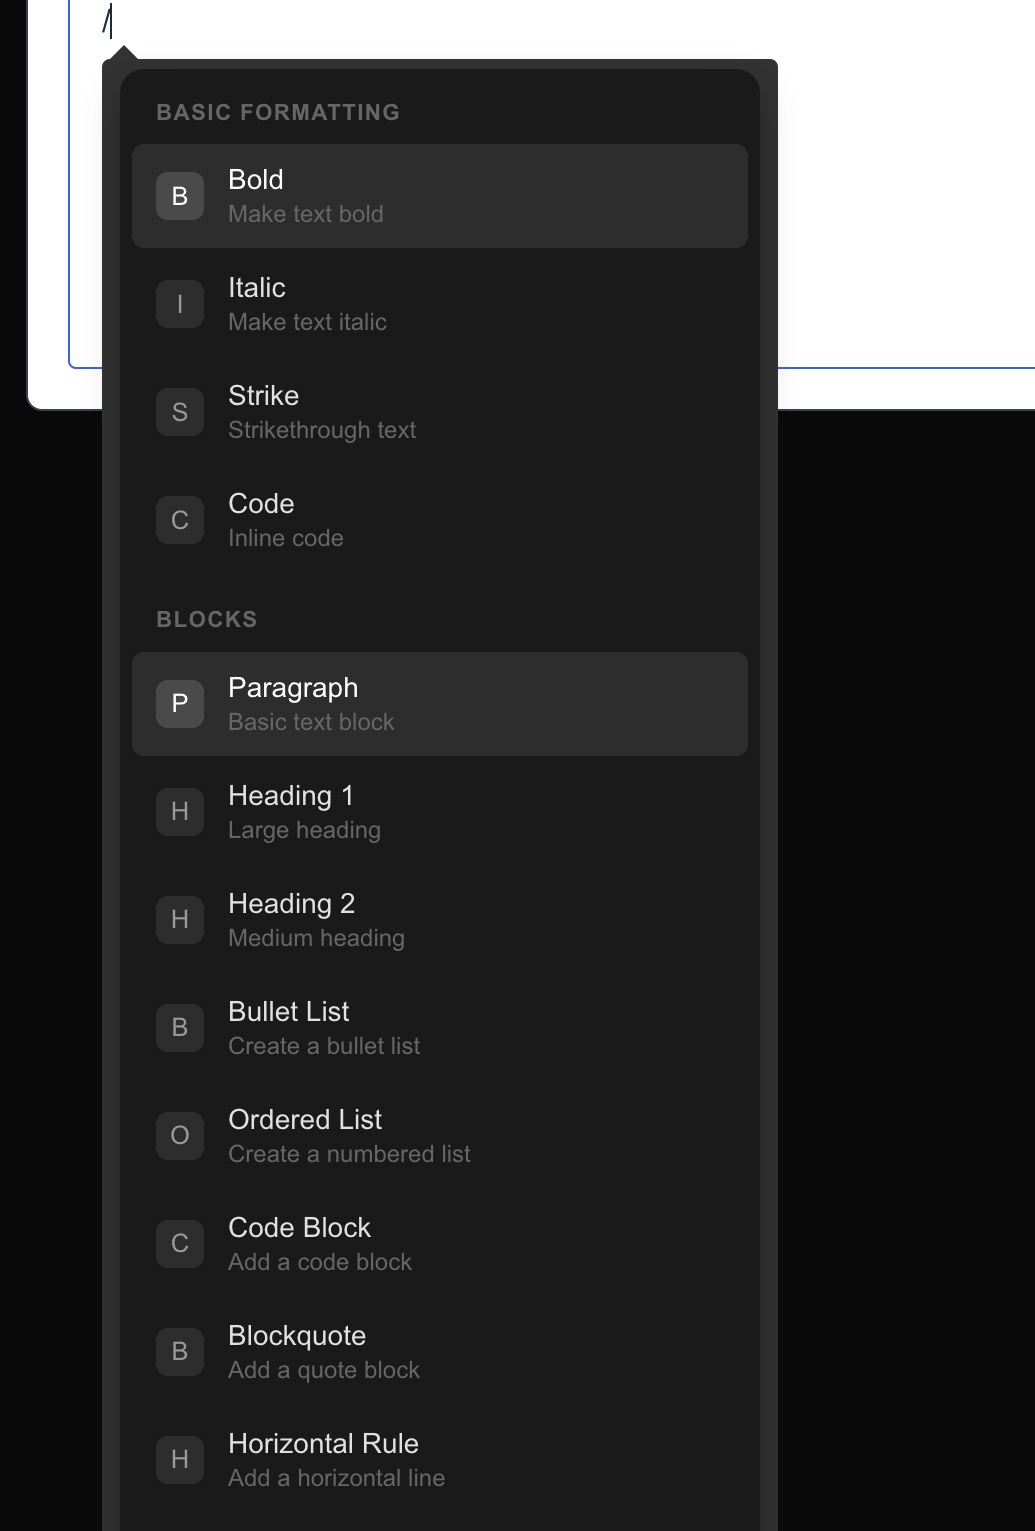 /
BASIC FORMATTING
B
Bold
Make text bold
I
Italic
Make text italic
S
Strike
Strikethrough text
C
Code
Inline code
BLOCKS
P
Paragraph
Basic text block
H
Heading 1
Large heading
H
Heading 2
Medium heading
B
Bullet List
Create a bullet list
O
Ordered List
Create a numbered list
C
Code Block
Add a code block
B
Blockquote
Add a quote block
H
Horizontal Rule
Add a horizontal line